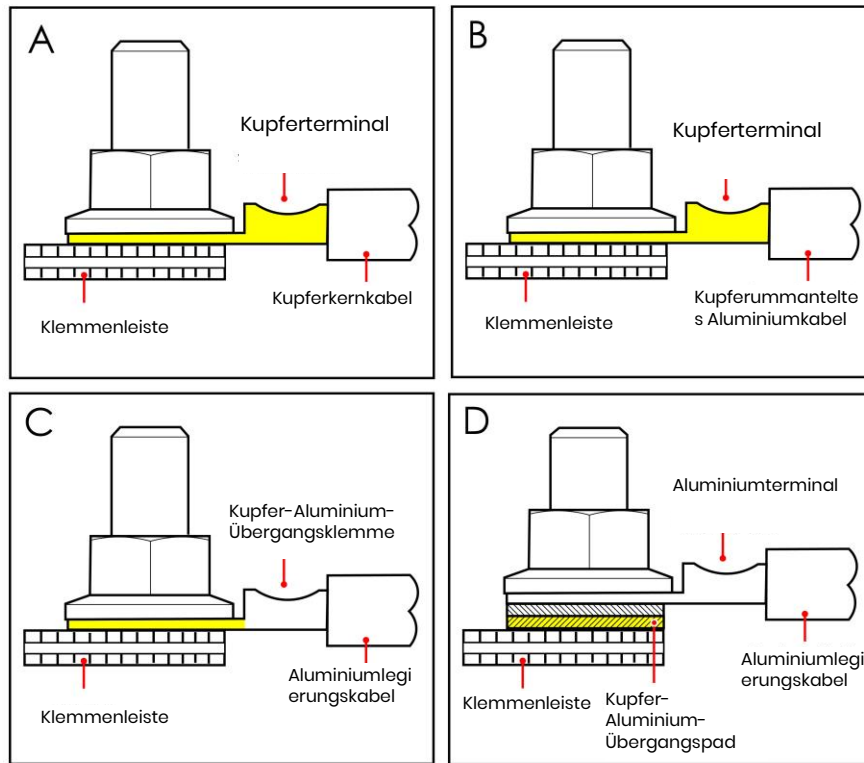 A
Kupferterminal
Kupferkernkabel
Klemmenleiste
B
Kupferterminal
Kupferummantelte
s Aluminiumkabel
Klemmenleiste
C
Kupfer-Aluminium-
Übergangsklemme
Aluminiumlegi
erungskabel
Klemmenleiste
D
Aluminiumterminal
Aluminiumlegi
erungskabel
Klemmenleiste
Kupfer-
Aluminium-
Übergangspad